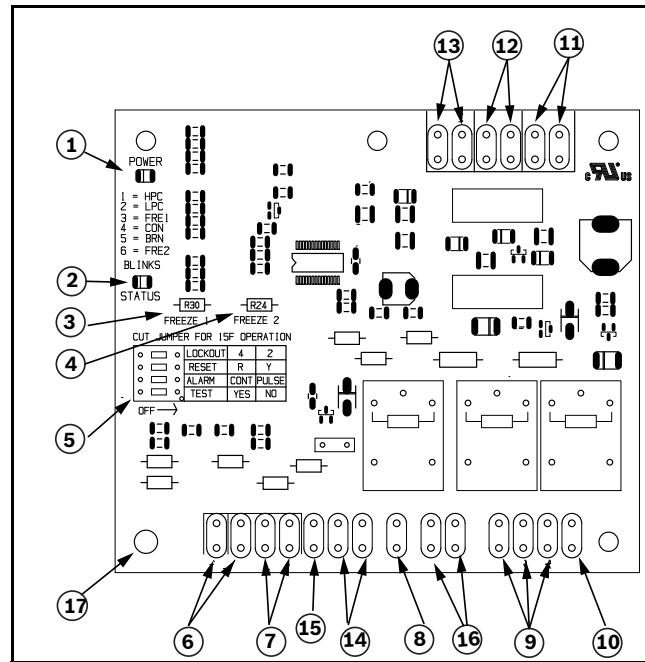 13 12 11
1
POWER
c RU US
1 = HPC
2 = LPC
3 = FRE1
4 = CON
5 = BRN
6 = FRE2
BLINKS
2
STATUS
R30 R24
3
FREEZE 1 FREEZE 2
4
CUT JUMPER FOR 15F OPERATION
LOCKOUT 4 2
RESET R Y
ALARM CONT PULSE
TEST YES NO
OFF →
5
17
6 7 15 14 8 16 9 10